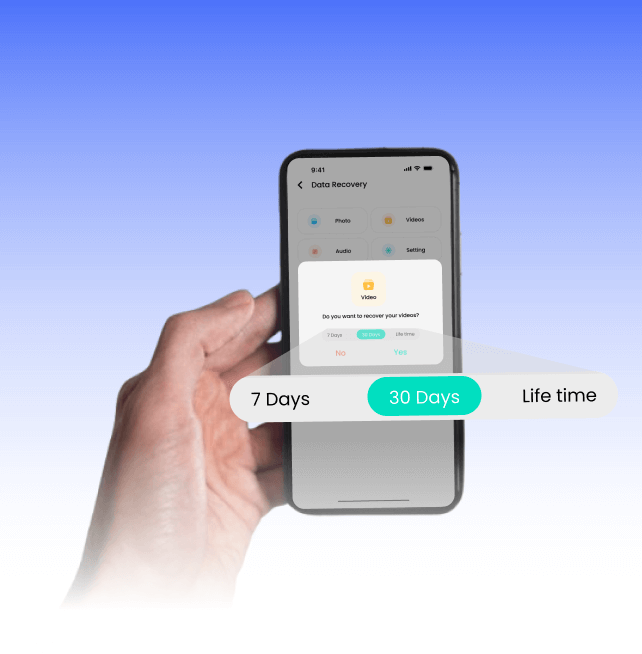 9:41
Data Recovery
Photo
Videos
Audio
Setting
Video
Do you want to recover your videos?
7 Days
30 Days
Life time
No
Yes
7 Days
30 Days
Life time